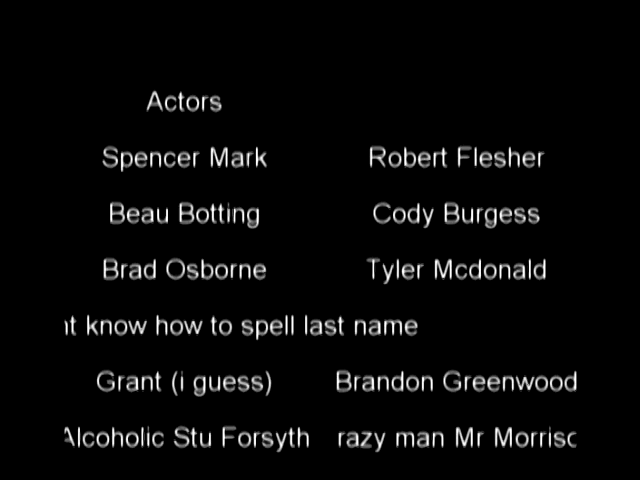 Actors
Spencer Mark Robert Flesher
Beau Botting Cody Burgess
Brad Osborne Tyler Mcdonald
know how to spell last name
Grant (i guess) Brandon Greenwood
Alcoholic Stu Forsyth razy man Mr Morrisc